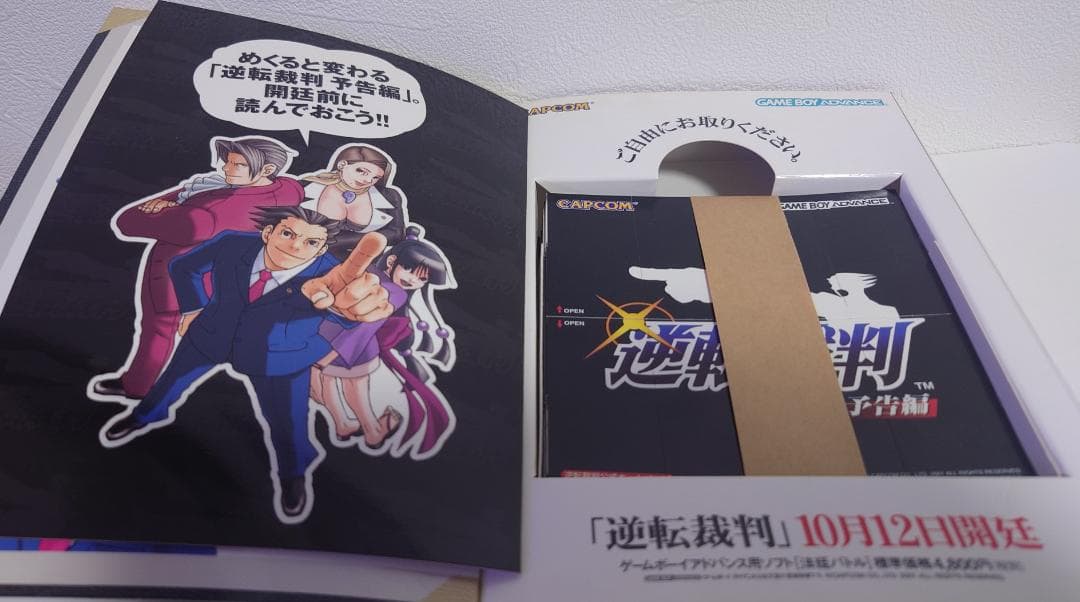 めくると変わる
「逆転裁判 予告編」。
開廷前に
読んでおこう!!
CAPCOM
GAME BOY ADVANCE
ご自由にお取りください。
CAPCOM
GAME BOY ADVANCE
OPEN
OPEN
逆転裁判
TM
予告編
「逆転裁判」10月12日開廷
ゲームボーイアドバンス用ソフト[法廷バトル]標準価格4,800円